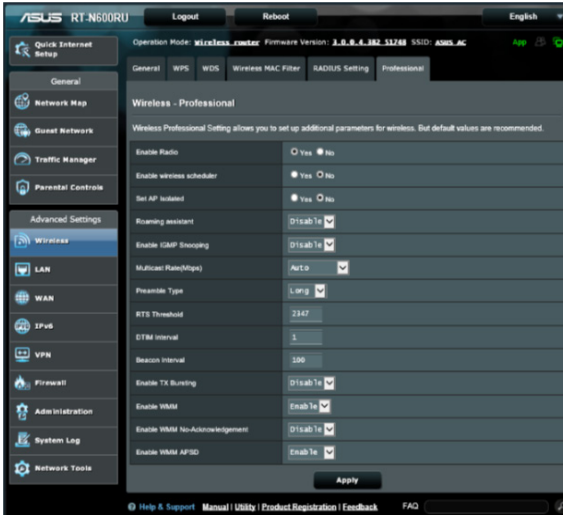 ASUS RT-N600RU Logout Reboot English
Quick Internet Setup
Operation Mode: Wireless router Firmware Version: 3.0.0.4.382_51748 SSID: ASUS_AC App
General WPS WDS Wireless MAC Filter RADIUS Setting Professional
General
Network Map
Guest Network
Traffic Manager
Parental Controls
Advanced Settings
Wireless
LAN
WAN
IPv6
VPN
Firewall
Administration
System Log
Network Tools
Wireless - Professional
Wireless Professional Setting allows you to set up additional parameters for wireless. But default values are recommended.
Enable Radio Yes No
Enable wireless scheduler Yes No
Set AP Isolated Yes No
Roaming assistant Disable
Enable IGMP Snooping Disable
Multicast Rate(Mbps) Auto
Preamble Type Long
RTS Threshold 2347
DTIM Interval 1
Beacon Interval 100
Enable TX Bursting Disable
Enable WMM Enable
Enable WMM No-Acknowledgement Disable
Enable WMM APSD Enable
Apply
Help & Support Manual | Utility | Product Registration | Feedback FAQ